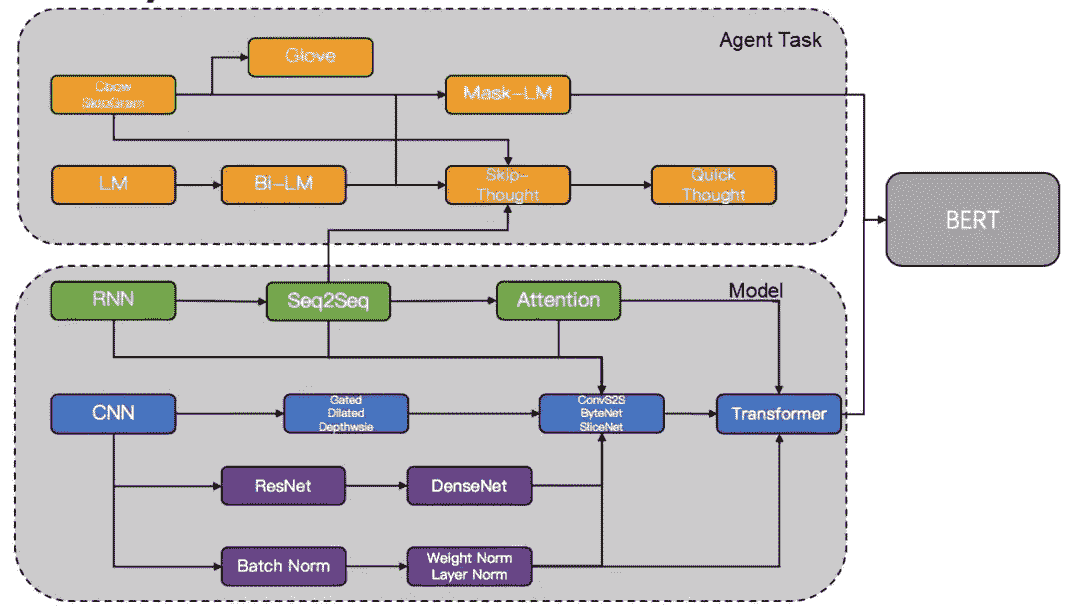 Agent Task
Glove
Cbow
SkipGram
Mask-LM
LM
Bi-LM
Skip-
Thought
Quick
Thought
BERT
Model
RNN
Seq2Seq
Attention
CNN
Gated
Dilated
Depthwsie
ConvS2S
ByteNet
SliceNet
Transformer
ResNet
DenseNet
Batch Norm
Weight Norm
Layer Norm